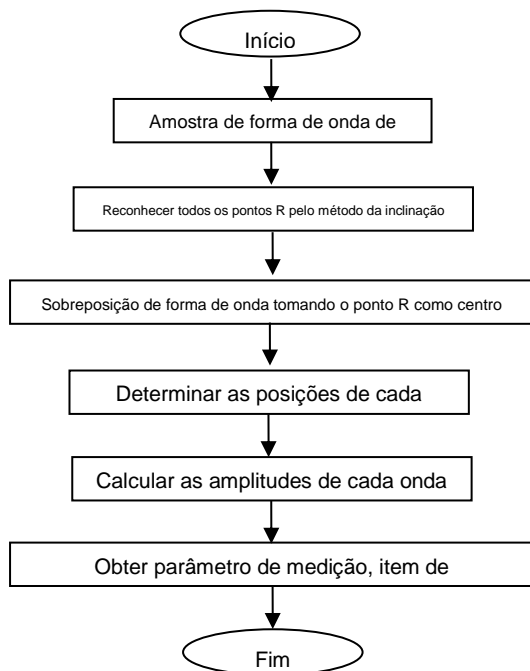 Início
Amostra de forma de onda de
Reconhecer todos os pontos R pelo método da inclinação
Sobreposição de forma de onda tomando o ponto R como centro
Determinar as posições de cada
Calcular as amplitudes de cada onda
Obter parâmetro de medição, item de
Fim